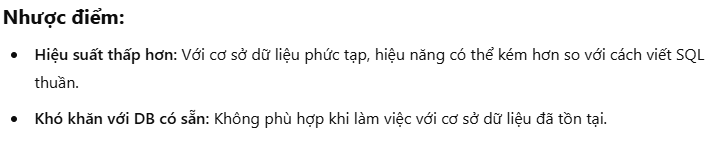 Nhược điểm:
• Hiệu suất thấp hơn: Với cơ sở dữ liệu phức tạp, hiệu năng có thể kém hơn so với cách viết SQL
thuần.
• Khó khăn với DB có sẵn: Không phù hợp khi làm việc với cơ sở dữ liệu đã tồn tại.